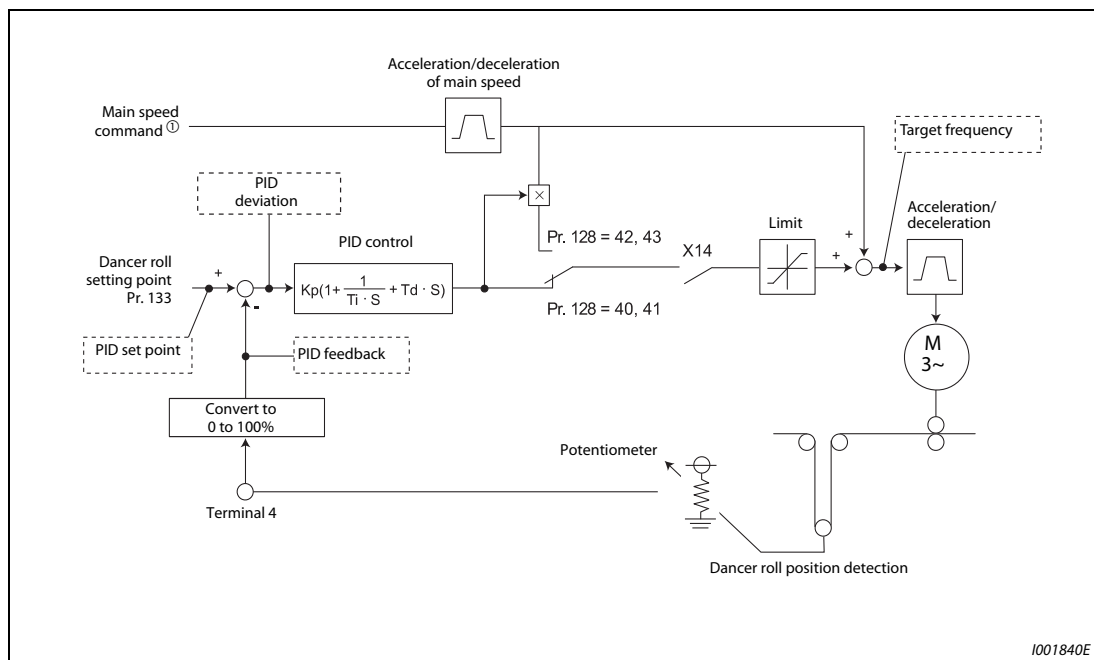 Acceleration/deceleration
of main speed
Main speed
command ①
Target frequency
PID
deviation
Acceleration/
deceleration
Limit
PID control
Pr. 128 = 42, 43
X14
×
+
+
Dancer roll
setting point
Pr. 133
+
-
Kp(1+ 1/(Ti · S) + Td · S)
Pr. 128 = 40, 41
PID set point
PID feedback
M
3~
Convert to
0 to 100%
Potentiometer
Terminal 4
Dancer roll position detection
I001840E